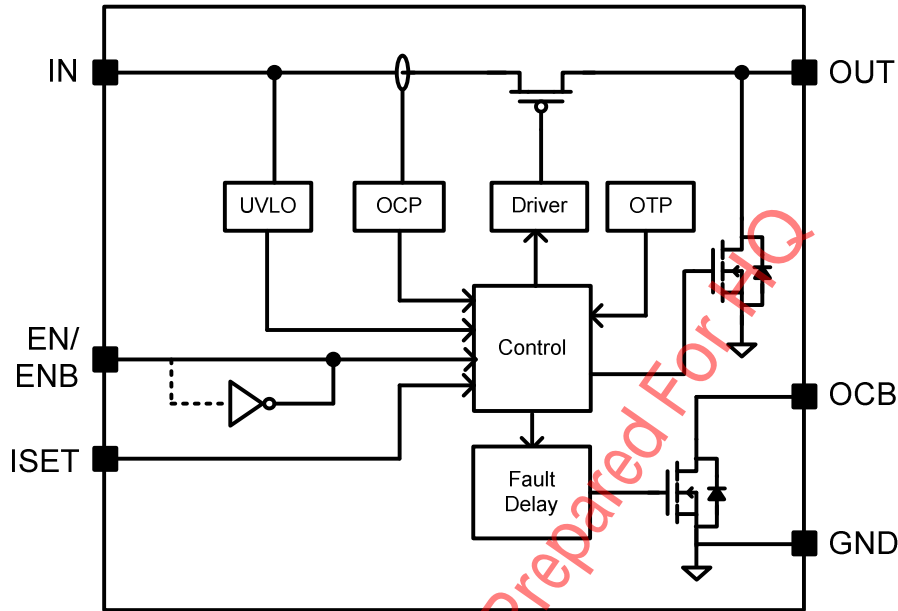 IN
OUT
UVLO
OCP
Driver
OTP
EN/
ENB
Control
OCB
ISET
Fault
Delay
GND
Prepared For HQ